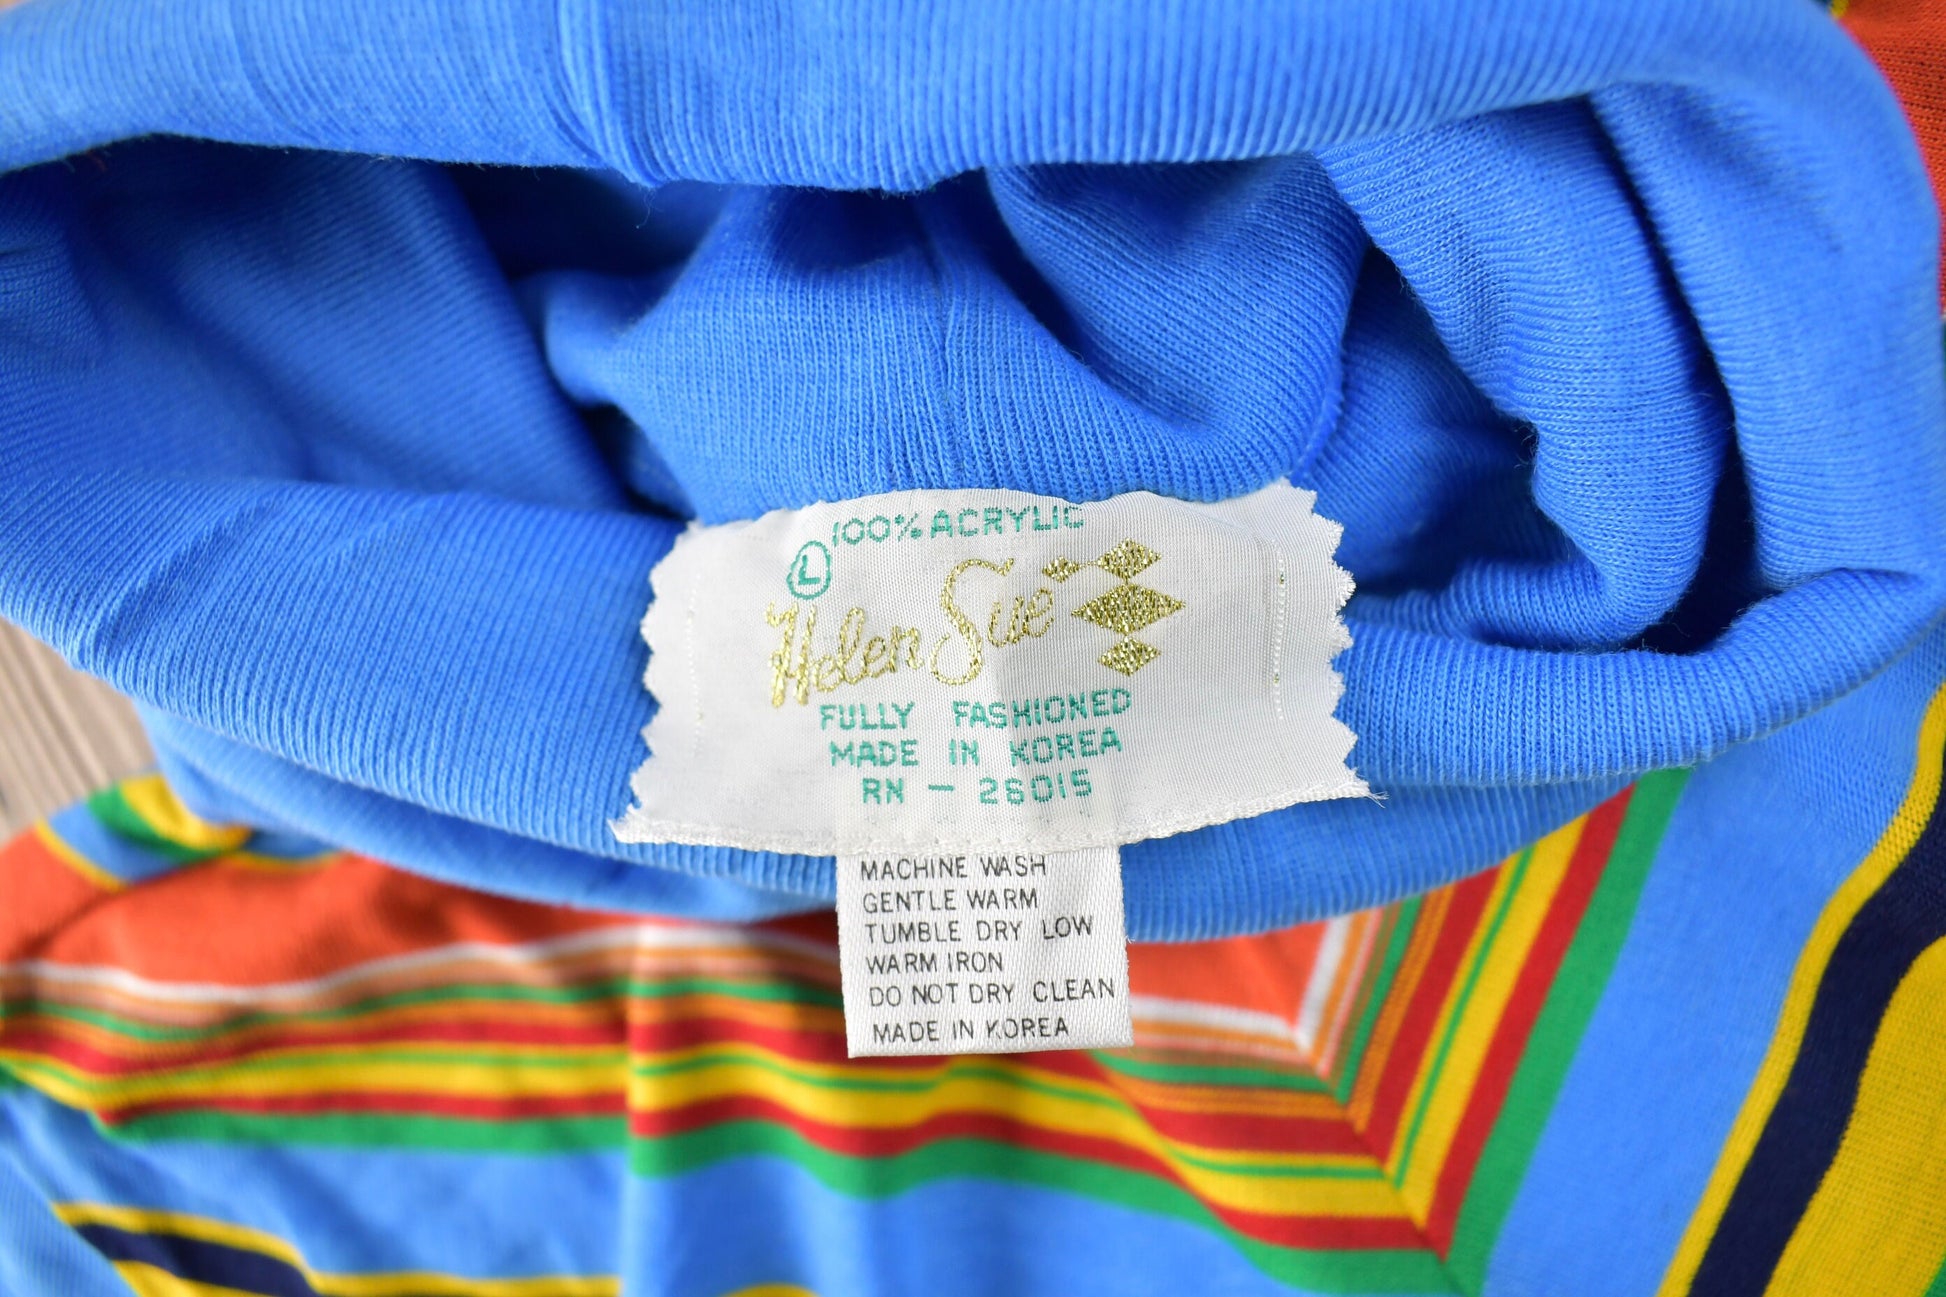 100% ACRYLIC
L
Helen Sue
FULLY FASHIONED
MADE IN KOREA
RN - 26015
MACHINE WASH
GENTLE WARM
TUMBLE DRY LOW
WARM IRON
DO NOT DRY CLEAN
MADE IN KOREA